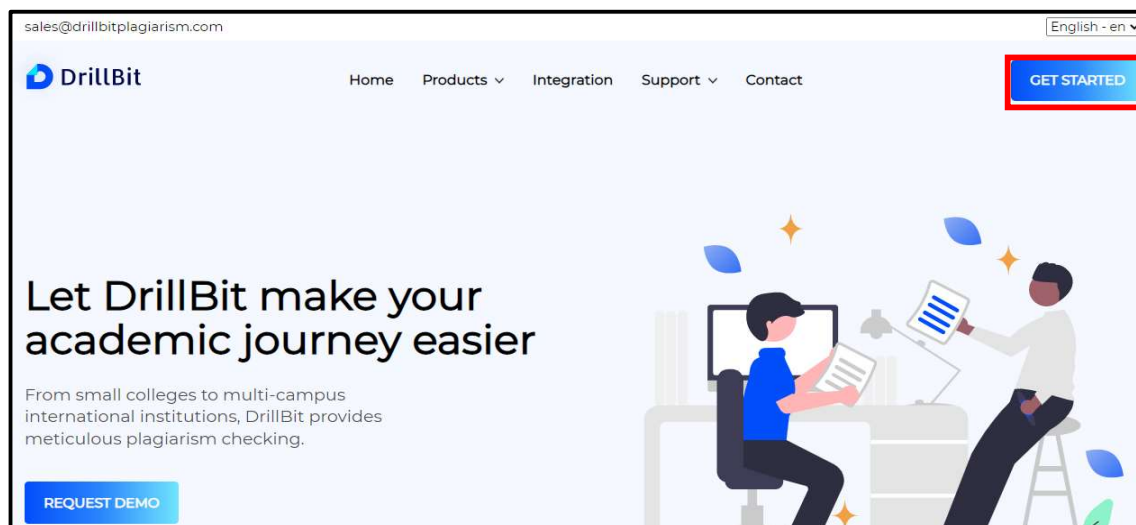 sales@drillbitplagiarism.com
English - en
DrillBit
Home Products Integration Support Contact
GET STARTED
Let DrillBit make your
academic journey easier
From small colleges to multi-campus
international institutions, DrillBit provides
meticulous plagiarism checking.
REQUEST DEMO